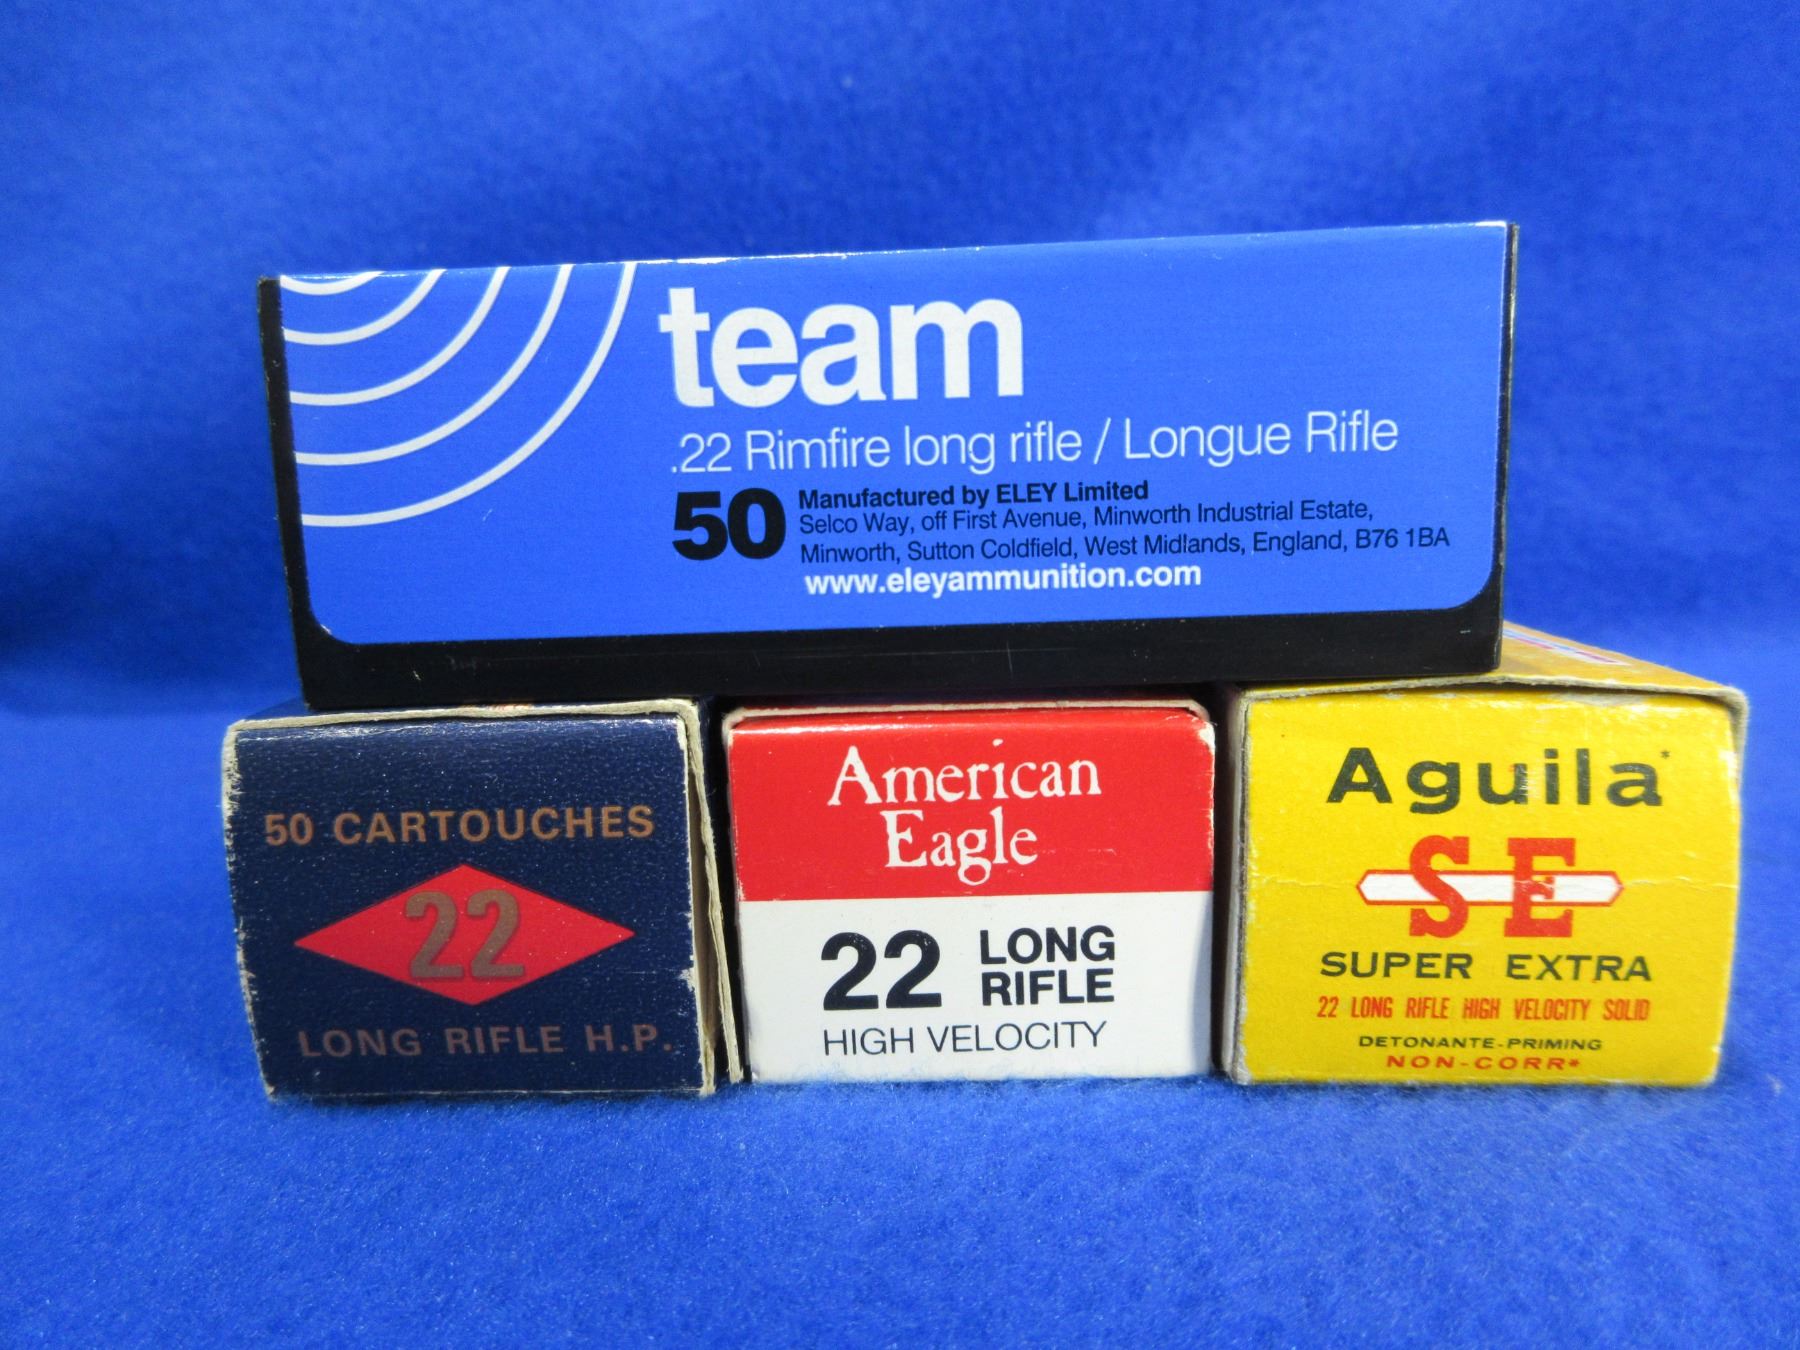 team
.22 Rimfire long rifle / Longue Rifle
50
Manufactured by ELEY Limited
Selco Way, off First Avenue, Minworth Industrial Estate,
Minworth, Sutton Coldfield, West Midlands, England, B76 1BA
www.eleyammunition.com
50 CARTOUCHES
22
LONG RIFLE H.P.
American
Eagle
22 LONG
RIFLE
HIGH VELOCITY
Aguila*
SE
SUPER EXTRA
22 LONG RIFLE HIGH VELOCITY SOLID
DETONANTE-PRIMING
NON-CORR*